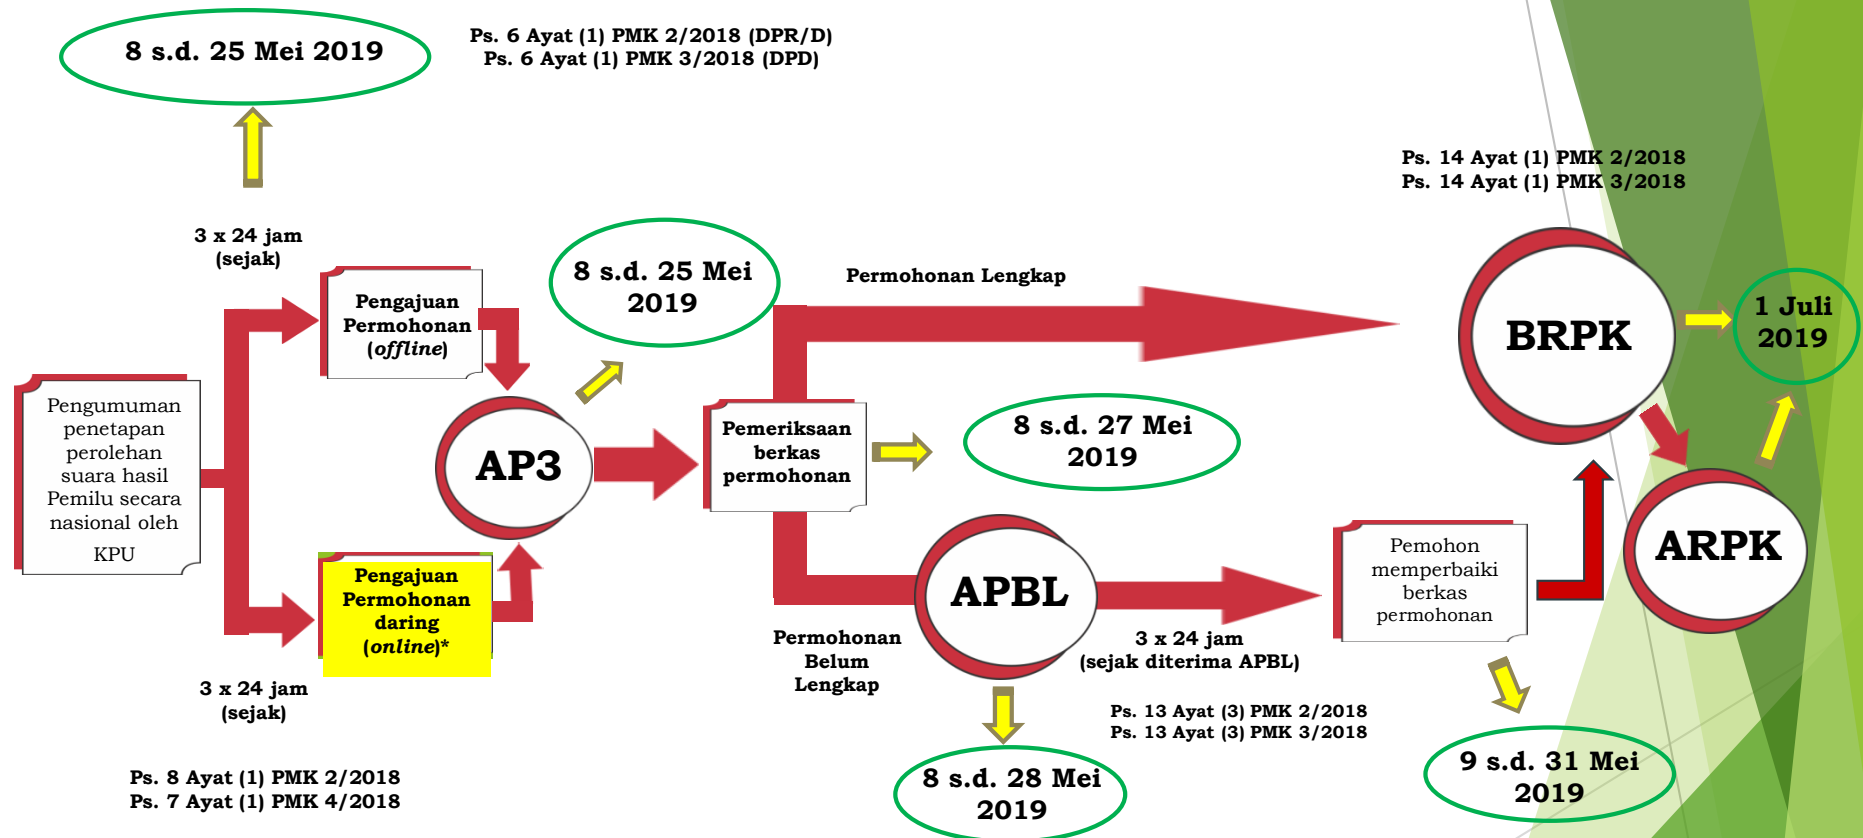 8 s.d. 25 Mei 2019
Ps. 6 Ayat (1) PMK 2/2018 (DPR/D)
Ps. 6 Ayat (1) PMK 3/2018 (DPD)
Ps. 14 Ayat (1) PMK 2/2018
Ps. 14 Ayat (1) PMK 3/2018
3 x 24 jam
(sejak)
8 s.d. 25 Mei
2019
Permohonan Lengkap
Pengajuan
Permohonan
(offline)
BRPK
1 Juli
2019
Pengumuman
penetapan
perolehan
suara hasil
Pemilu secara
nasional oleh
KPU
AP3
Pemeriksaan
berkas
permohonan
8 s.d. 27 Mei
2019
Pengajuan
Permohonan
daring
(online)*
APBL
Pemohon
memperbaiki
berkas
permohonan
ARPK
Permohonan
Belum
Lengkap
3 x 24 jam
(sejak diterima APBL)
3 x 24 jam
(sejak)
Ps. 13 Ayat (3) PMK 2/2018
Ps. 13 Ayat (3) PMK 3/2018
Ps. 8 Ayat (1) PMK 2/2018
Ps. 7 Ayat (1) PMK 4/2018
8 s.d. 28 Mei
2019
9 s.d. 31 Mei
2019